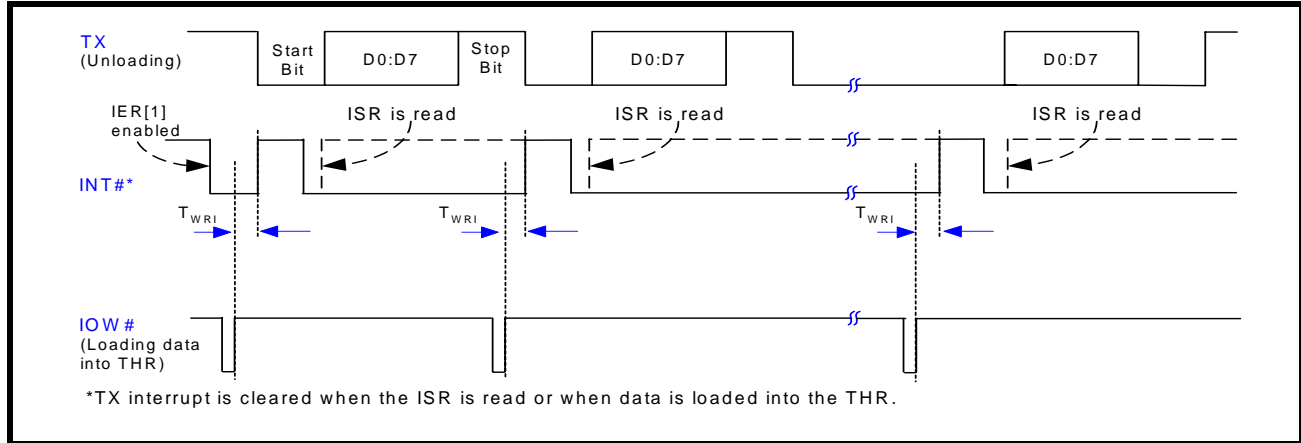 TX
(Unloading)
Start
Bit
D0:D7
Stop
Bit
D0:D7
D0:D7
IER[1]
enabled
ISR is read
ISR is read
ISR is read
INT#*
TWRI
TWRI
TWRI
IOW#
(Loading data
into THR)
*TX interrupt is cleared when the ISR is read or when data is loaded into the THR.